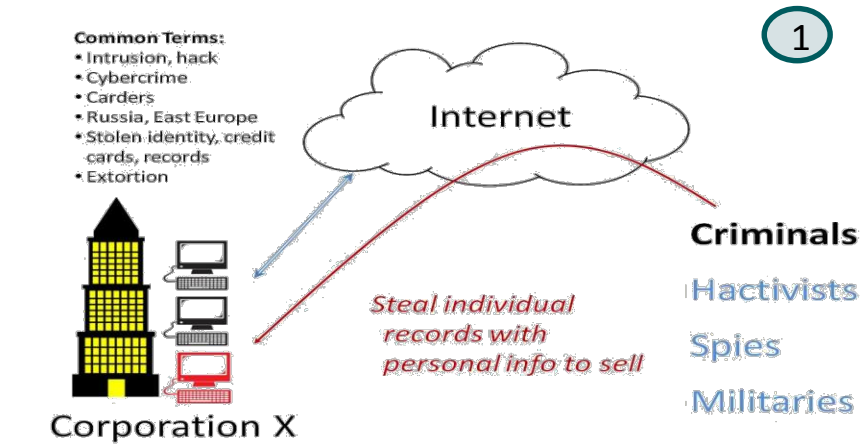 1
Common Terms:
• Intrusion, hack
• Cybercrime
• Carders
• Russia, East Europe
• Stolen identity, credit
cards, records
• Extortion
Internet
Criminals
Hactivists
Spies
Militaries
Steal individual
records with
personal info to sell
Corporation X